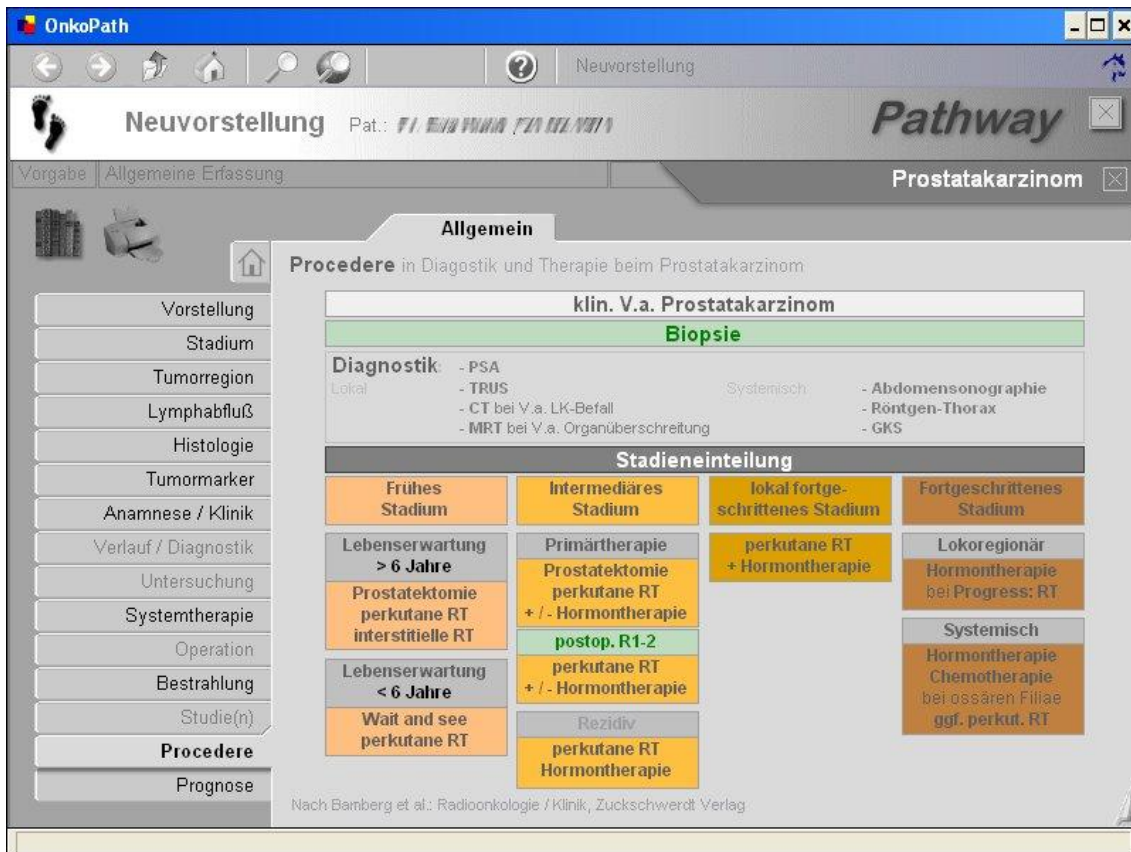 OnkoPath
Neuvorstellung
Neuvorstellung Pat.:
Pathway
Vorgabe Allgemeine Erfassung
Prostatakarzinom
Allgemein
Procedere in Diagostik und Therapie beim Prostatakarzinom
Vorstellung
Stadium
Tumorregion
Lymphabfluß
Histologie
Tumormarker
Anamnese / Klinik
Verlauf / Diagnostik
Untersuchung
Systemtherapie
Operation
Bestrahlung
Studie(n)
Procedere
Prognose
klin. V.a. Prostatakarzinom
Biopsie
Diagnostik:
Lokal
- PSA
- TRUS
- CT bei V.a. LK-Befall
- MRT bei V.a. Organüberschreitung
Systemisch
- Abdomensonographie
- Röntgen-Thorax
- GKS
Stadieneinteilung
Frühes
Stadium
Lebenserwartung
> 6 Jahre
Prostatektomie
perkutane RT
interstitielle RT
Lebenserwartung
< 6 Jahre
Wait and see
perkutane RT
Intermediäres
Stadium
Primärtherapie
Prostatektomie
perkutane RT
+ / - Hormontherapie
postop. R1-2
perkutane RT
+ / - Hormontherapie
Rezidiv
perkutane RT
Hormontherapie
lokal fortge-
schrittenes Stadium
perkutane RT
+ Hormontherapie
Fortgeschrittenes
Stadium
Lokoregionär
Hormontherapie
bei Progress: RT
Systemisch
Hormontherapie
Chemotherapie
bei ossären Filiae
ggf. perkut. RT
Nach Bamberg et al.: Radioonkologie / Klinik, Zuckschwerdt Verlag